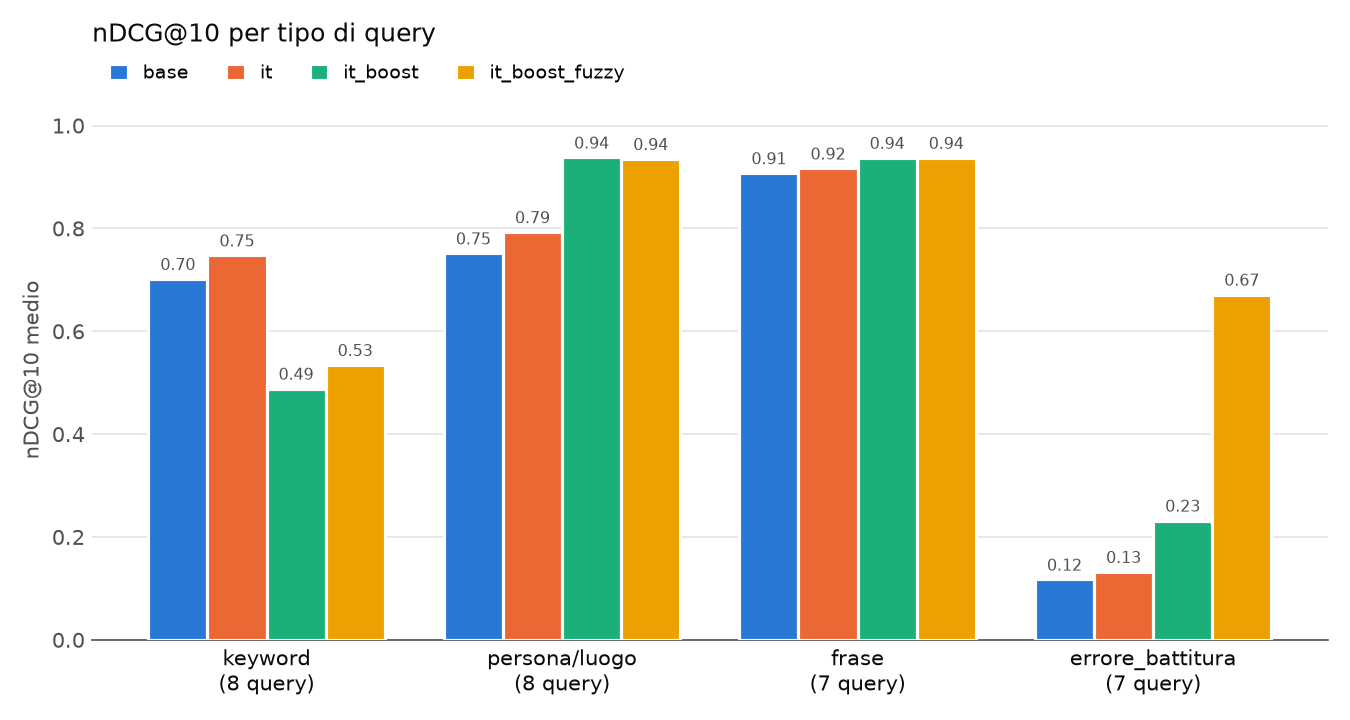 nDCG@10 per tipo di query
base it it_boost it_boost_fuzzy
nDCG@10 medio
1.0
0.8
0.6
0.4
0.2
0.0
0.70
0.75
0.49
0.53
0.75
0.79
0.94
0.94
0.91
0.92
0.94
0.94
0.12
0.13
0.23
0.67
keyword
(8 query)
persona/luogo
(8 query)
frase
(7 query)
errore_battitura
(7 query)